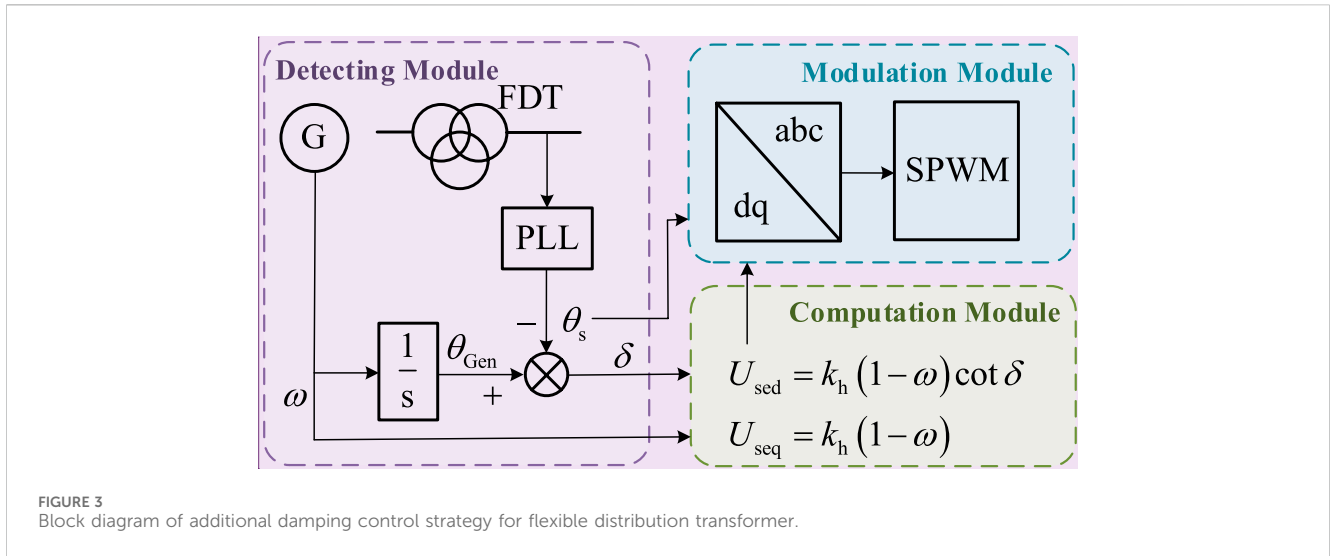 Detecting Module
FDT
G
PLL
−
θs
θGen
1
s
+
δ
ω
Modulation Module
abc
dq
SPWM
Computation Module
Used = kh (1−ω) cot δ
Useq = kh (1−ω)
FIGURE 3
Block diagram of additional damping control strategy for flexible distribution transformer.